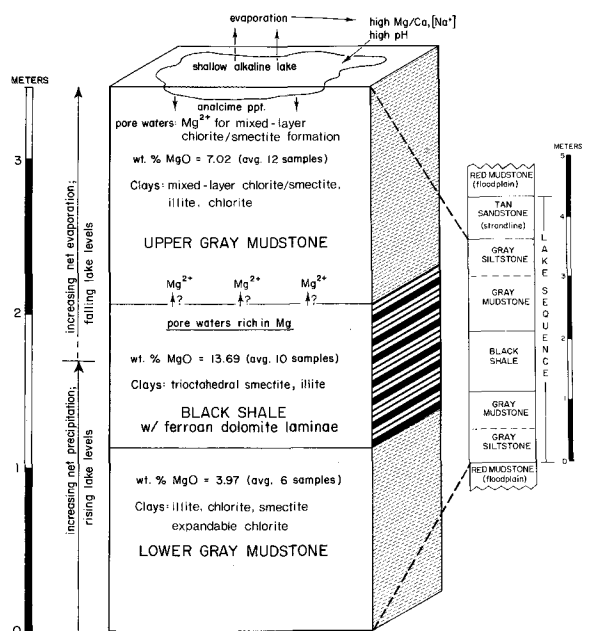 evaporation
high Mg/Ca,[Na⁺]
high pH
shallow alkaline lake
METERS
analcime ppt.
pore waters: Mg²⁺ for mixed-layer
chlorite/smectite formation
wt. % MgO = 7.02 (avg. 12 samples)
Clays: mixed-layer chlorite/smectite,
illite, chlorite
UPPER GRAY MUDSTONE
3
increasing net evaporation;
falling lake levels
Mg²⁺ Mg²⁺ Mg²⁺
? ? ?
2
pore waters rich in Mg
wt. % MgO = 13.69 (avg. 10 samples)
Clays: trioctahedral smectite, illite
BLACK SHALE
w/ ferroan dolomite laminae
increasing net precipitation;
rising lake levels
1
wt. % MgO = 3.97 (avg. 6 samples)
Clays: illite, chlorite, smectite
expandable chlorite
LOWER GRAY MUDSTONE
0
METERS
5
RED MUDSTONE
(floodplain)
TAN
SANDSTONE
(strandline)
4
GRAY
SILTSTONE
3
GRAY
MUDSTONE
2
BLACK
SHALE
1
GRAY
MUDSTONE
GRAY
SILTSTONE
0
RED MUDSTONE
(floodplain)
LAKE SEQUENCE